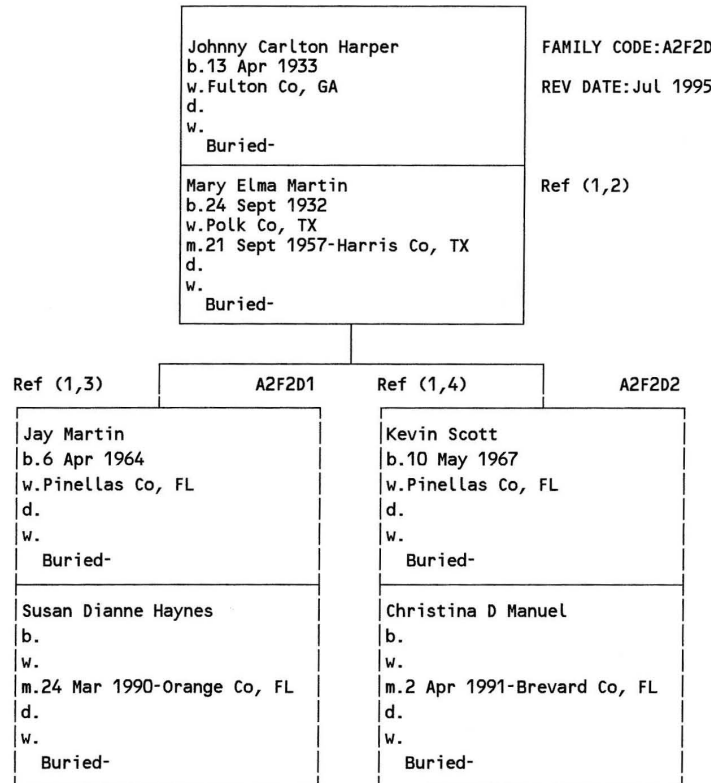 Johnny Carlton Harper
b.13 Apr 1933
w.Fulton Co, GA
d.
w.
Buried-
FAMILY CODE:A2F2D
REV DATE:Jul 1995
Mary Elma Martin
b.24 Sept 1932
w.Polk Co, TX
m.21 Sept 1957-Harris Co, TX
d.
w.
Buried-
Ref (1,2)
Ref (1,3) A2F2D1
Jay Martin
b.6 Apr 1964
w.Pinellas Co, FL
d.
w.
Buried-
Susan Dianne Haynes
b.
w.
m.24 Mar 1990-Orange Co, FL
d.
w.
Buried-
Ref (1,4) A2F2D2
Kevin Scott
b.10 May 1967
w.Pinellas Co, FL
d.
w.
Buried-
Christina D Manuel
b.
w.
m.2 Apr 1991-Brevard Co, FL
d.
w.
Buried-